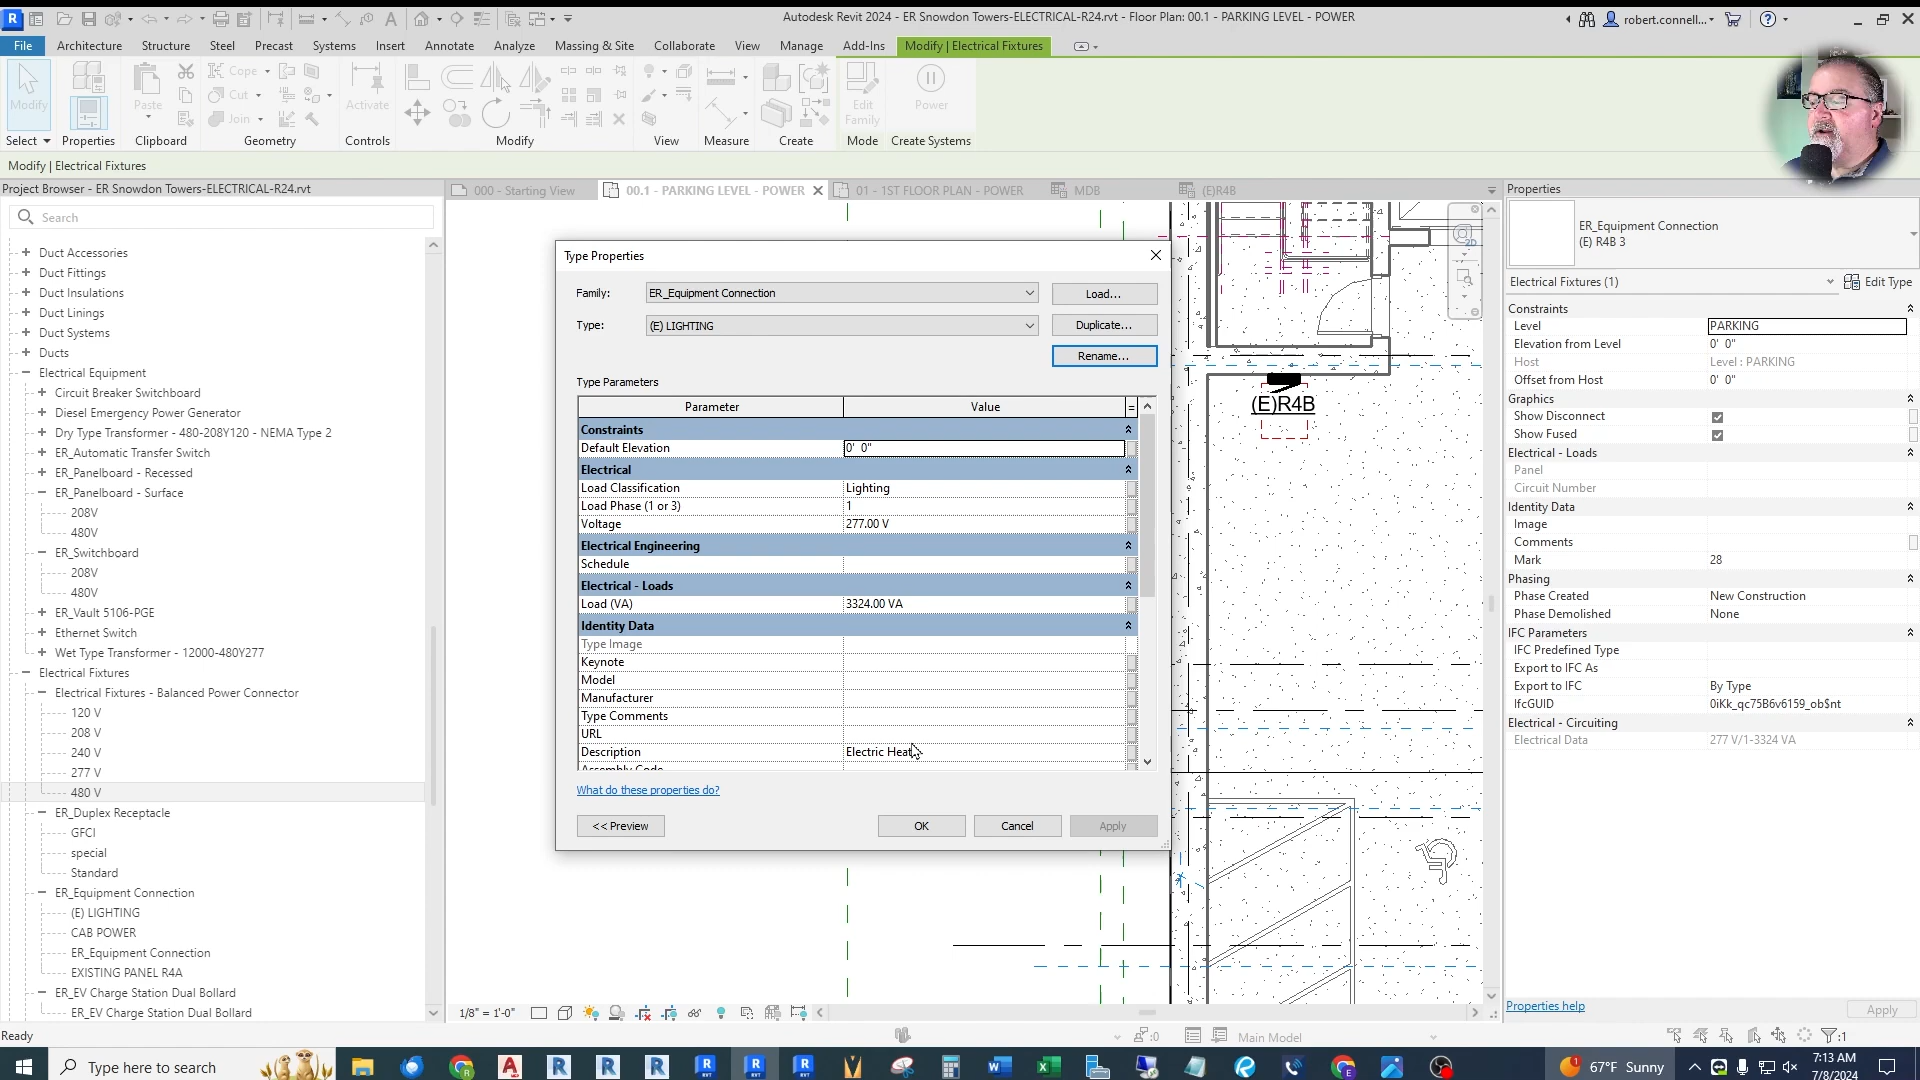 Autodesk Revit 2024 - ER Snowdon Towers-ELECTRICAL-R24.rvt - Floor Plan: 00.1 - PARKING LEVEL - POWER
robert.connell...
File Architecture Structure Steel Precast Systems Insert Annotate Analyze Massing & Site Collaborate View Manage Add-Ins Modify | Electrical Fixtures
Modify Paste Cope Cut Join Activate Edit Family Power
Select Properties Clipboard Geometry Controls Modify View Measure Create Mode Create Systems
Modify | Electrical Fixtures
Project Browser - ER Snowdon Towers-ELECTRICAL-R24.rvt
Search
Duct Accessories
Duct Fittings
Duct Insulations
Duct Linings
Duct Systems
Ducts
Electrical Equipment
Circuit Breaker Switchboard
Diesel Emergency Power Generator
Dry Type Transformer - 480-208Y120 - NEMA Type 2
ER_Automatic Transfer Switch
ER_Panelboard - Recessed
ER_Panelboard - Surface
208V
480V
ER_Switchboard
208V
480V
ER_Vault 5106-PGE
Ethernet Switch
Wet Type Transformer - 12000-480Y277
Electrical Fixtures
Electrical Fixtures - Balanced Power Connector
120 V
208 V
240 V
277 V
480 V
ER_Duplex Receptacle
GFCI
special
Standard
ER_Equipment Connection
(E) LIGHTING
CAB POWER
ER_Equipment Connection
EXISTING PANEL R4A
ER_EV Charge Station Dual Bollard
ER_EV Charge Station Dual Bollard
000 - Starting View 00.1 - PARKING LEVEL - POWER 01 - 1ST FLOOR PLAN - POWER MDB (E)R4B
Type Properties
Family: ER_Equipment Connection Load...
Type: (E) LIGHTING Duplicate...
Rename...
Type Parameters
Parameter Value =
Constraints
Default Elevation 0' 0"
Electrical
Load Classification Lighting
Load Phase (1 or 3) 1
Voltage 277.00 V
Electrical Engineering
Schedule
Electrical - Loads
Load (VA) 3324.00 VA
Identity Data
Type Image
Keynote
Model
Manufacturer
Type Comments
URL
Description Electric Heat
Assembly Code
What do these properties do?
<< Preview OK Cancel Apply
(E)R4B
2D
Properties
ER_Equipment Connection
(E) R4B 3
Electrical Fixtures (1) Edit Type
Constraints
Level PARKING
Elevation from Level 0' 0"
Host Level : PARKING
Offset from Host 0' 0"
Graphics
Show Disconnect
Show Fused
Electrical - Loads
Panel
Circuit Number
Identity Data
Image
Comments
Mark 28
Phasing
Phase Created New Construction
Phase Demolished None
IFC Parameters
IFC Predefined Type
Export to IFC As
Export to IFC By Type
IfcGUID 0iKk_qc75B6v6159_ob$nt
Electrical - Circuiting
Electrical Data 277 V/1-3324 VA
Properties help Apply
1/8" = 1'-0"
Ready :0 Main Model :1
Type here to search 67°F Sunny 7:13 AM
7/8/2024